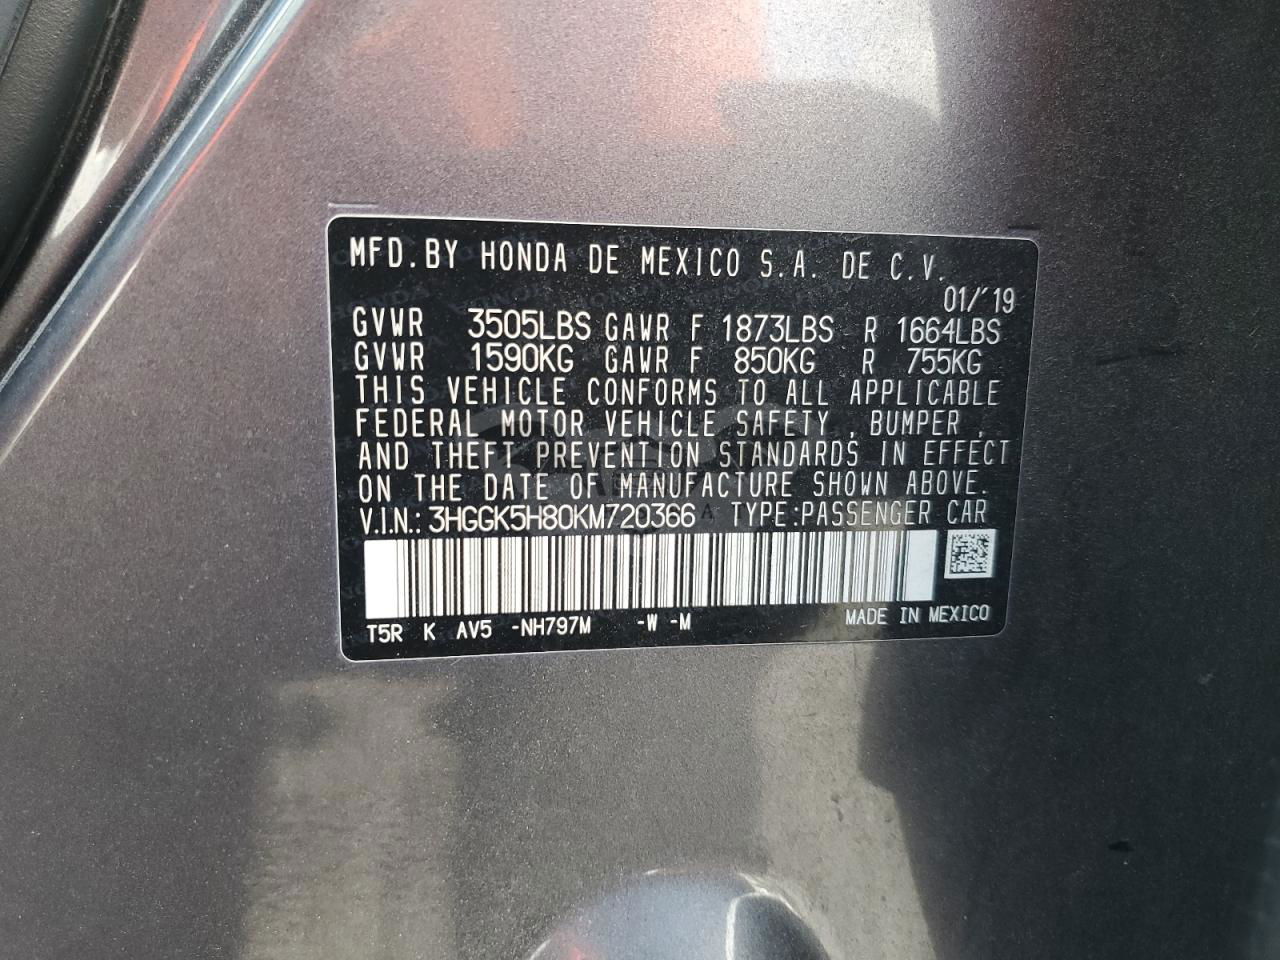 MFD. BY HONDA DE MEXICO S.A. DE C.V.
01/'19
GVWR 3505LBS GAWR F 1873LBS R 1664LBS
GVWR 1590KG GAWR F 850KG R 755KG
THIS VEHICLE CONFORMS TO ALL APPLICABLE
FEDERAL MOTOR VEHICLE SAFETY , BUMPER ,
AND THEFT PREVENTION STANDARDS IN EFFECT
ON THE DATE OF MANUFACTURE SHOWN ABOVE.
V.I.N.: 3HGGK5H80KM720366 TYPE:PASSENGER CAR
T5R K AV5 -NH797M -W -M MADE IN MEXICO